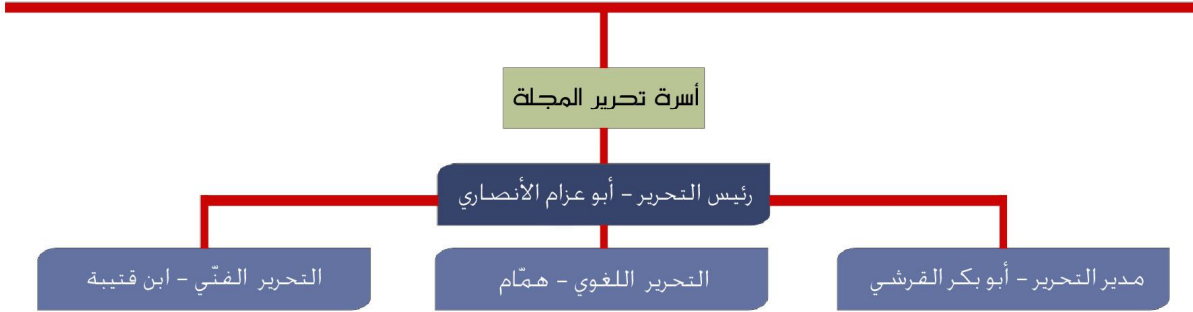 أسرة تحرير المجلة
رئيس التحرير – أبو عزام الأنصاري
مدير التحرير – أبو بكر القرشي
التحرير اللغوي – همّام
التحرير الفنّي – ابن قتيبة